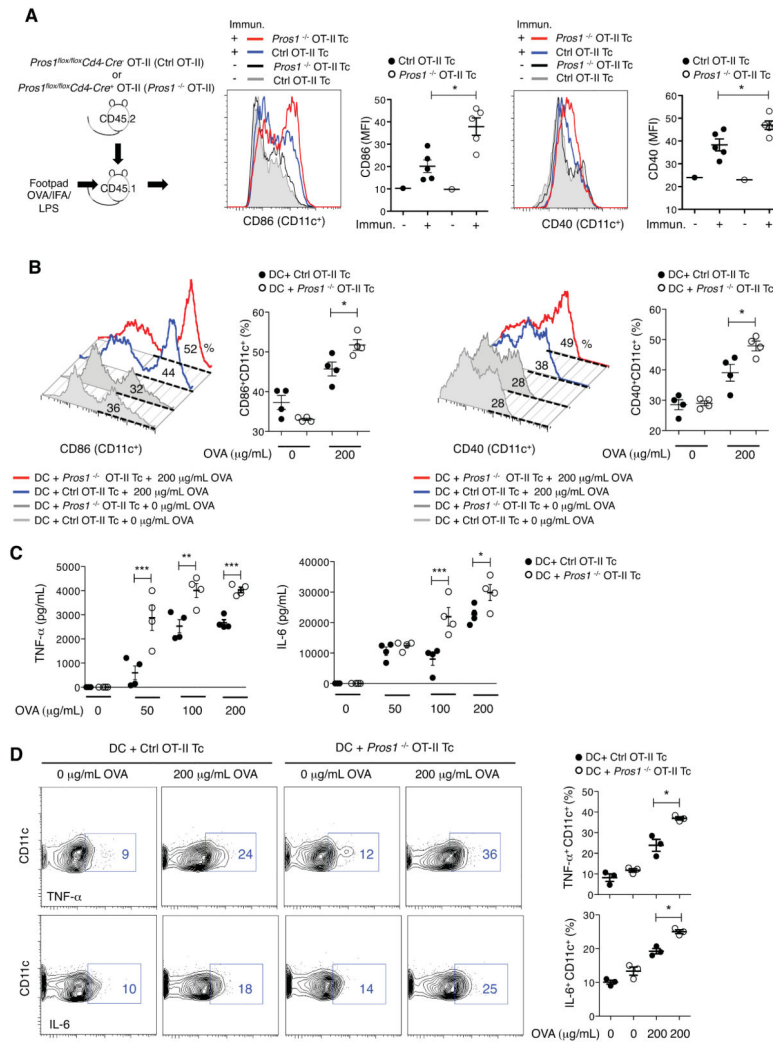 A
Pros1flox/floxCd4-Cre- OT-II (Ctrl OT-II)
or
Pros1flox/floxCd4-Cre+ OT-II (Pros1-/- OT-II)
CD45.2
Footpad
OVA/IFA/
LPS
CD45.1
Immun.
+ Pros1-/- OT-II Tc
+ Ctrl OT-II Tc
- Pros1-/- OT-II Tc
- Ctrl OT-II Tc
CD86 (CD11c+)
Ctrl OT-II Tc
Pros1-/- OT-II Tc
*
CD86 (MFI)
50
40
30
20
10
0
Immun. - + - +
Immun.
+ Pros1-/- OT-II Tc
+ Ctrl OT-II Tc
- Pros1-/- OT-II Tc
- Ctrl OT-II Tc
CD40 (CD11c+)
Ctrl OT-II Tc
Pros1-/- OT-II Tc
*
CD40 (MFI)
60
50
40
30
20
10
Immun. - + - +
B
52 %
44
32
36
CD86 (CD11c+)
DC+ Ctrl OT-II Tc
DC + Pros1-/- OT-II Tc
*
CD86+CD11c+ (%)
60
50
40
30
0 200
OVA (µg/mL)
49 %
38
28
28
CD40 (CD11c+)
DC+ Ctrl OT-II Tc
DC + Pros1-/- OT-II Tc
*
CD40+CD11c+ (%)
60
50
40
30
20
0 200
OVA (µg/mL)
DC + Pros1-/- OT-II Tc + 200 µg/mL OVA
DC + Ctrl OT-II Tc + 200 µg/mL OVA
DC + Pros1-/- OT-II Tc + 0 µg/mL OVA
DC + Ctrl OT-II Tc + 0 µg/mL OVA
DC + Pros1-/- OT-II Tc + 200 µg/mL OVA
DC + Ctrl OT-II Tc + 200 µg/mL OVA
DC + Pros1-/- OT-II Tc + 0 µg/mL OVA
DC + Ctrl OT-II Tc + 0 µg/mL OVA
C
TNF-α
(pg/mL)
5000
4000
3000
2000
1000
0
*** ** ***
OVA (µg/mL) 0 50 100 200
IL-6
(pg/mL)
40000
30000
20000
10000
0
*** *
0 50 100 200
DC+ Ctrl OT-II Tc
DC + Pros1-/- OT-II Tc
D
DC + Ctrl OT-II Tc DC + Pros1-/- OT-II Tc
0 µg/mL OVA 200 µg/mL OVA 0 µg/mL OVA 200 µg/mL OVA
CD11c
9 24 12 36
TNF-α
CD11c
10 18 14 25
IL-6
DC+ Ctrl OT-II Tc
DC + Pros1-/- OT-II Tc
*
TNF-α+ CD11c+ (%)
50
40
30
20
10
0
*
IL-6+ CD11c+ (%)
30
20
10
0
OVA (µg/mL) 0 0 200 200